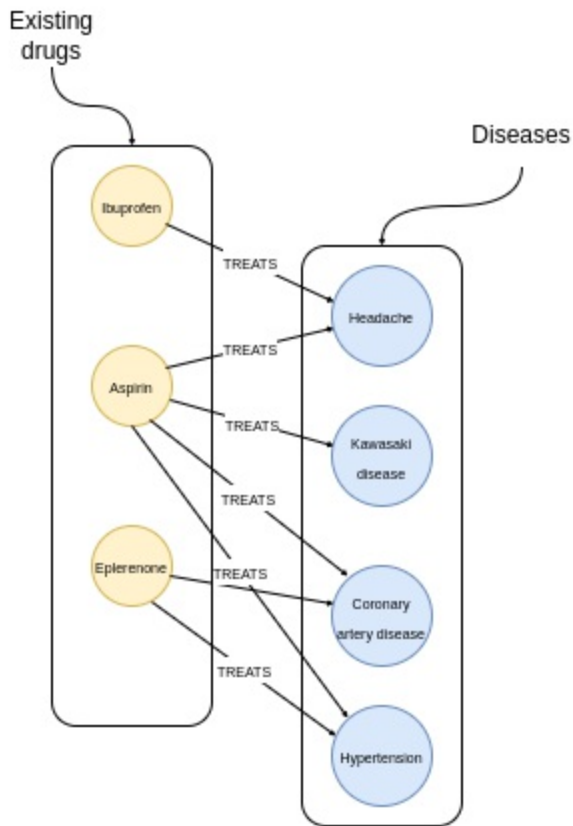 Existing
drugs
Diseases
Ibuprofen
TREATS
Headache
TREATS
Aspirin
TREATS
Kawasaki
disease
TREATS
Eplerenone
TREATS
Coronary
artery disease
TREATS
Hypertension